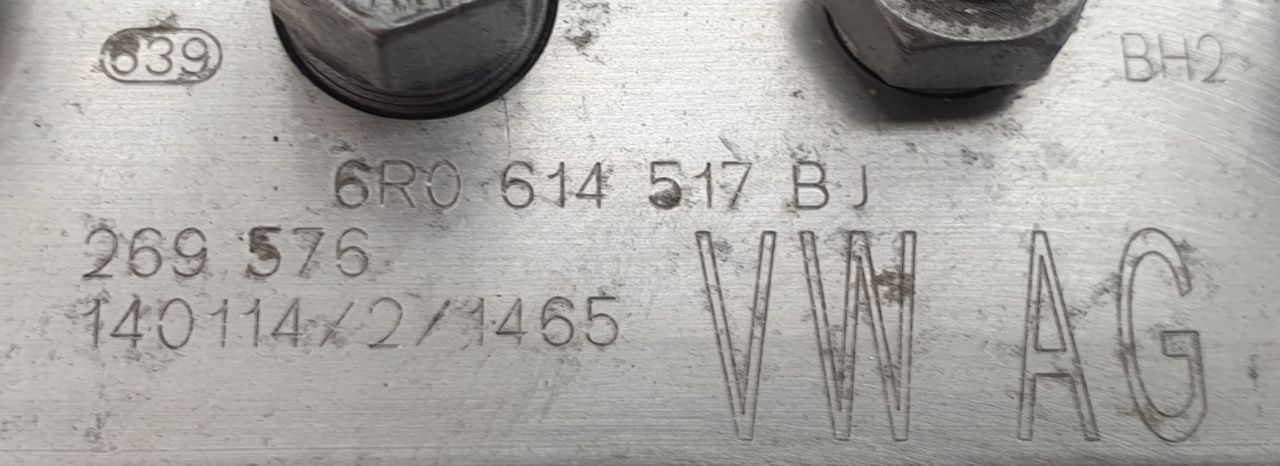 639
BH2
6R0 614 517 BJ
269 576
140114/2/1465
VW AG